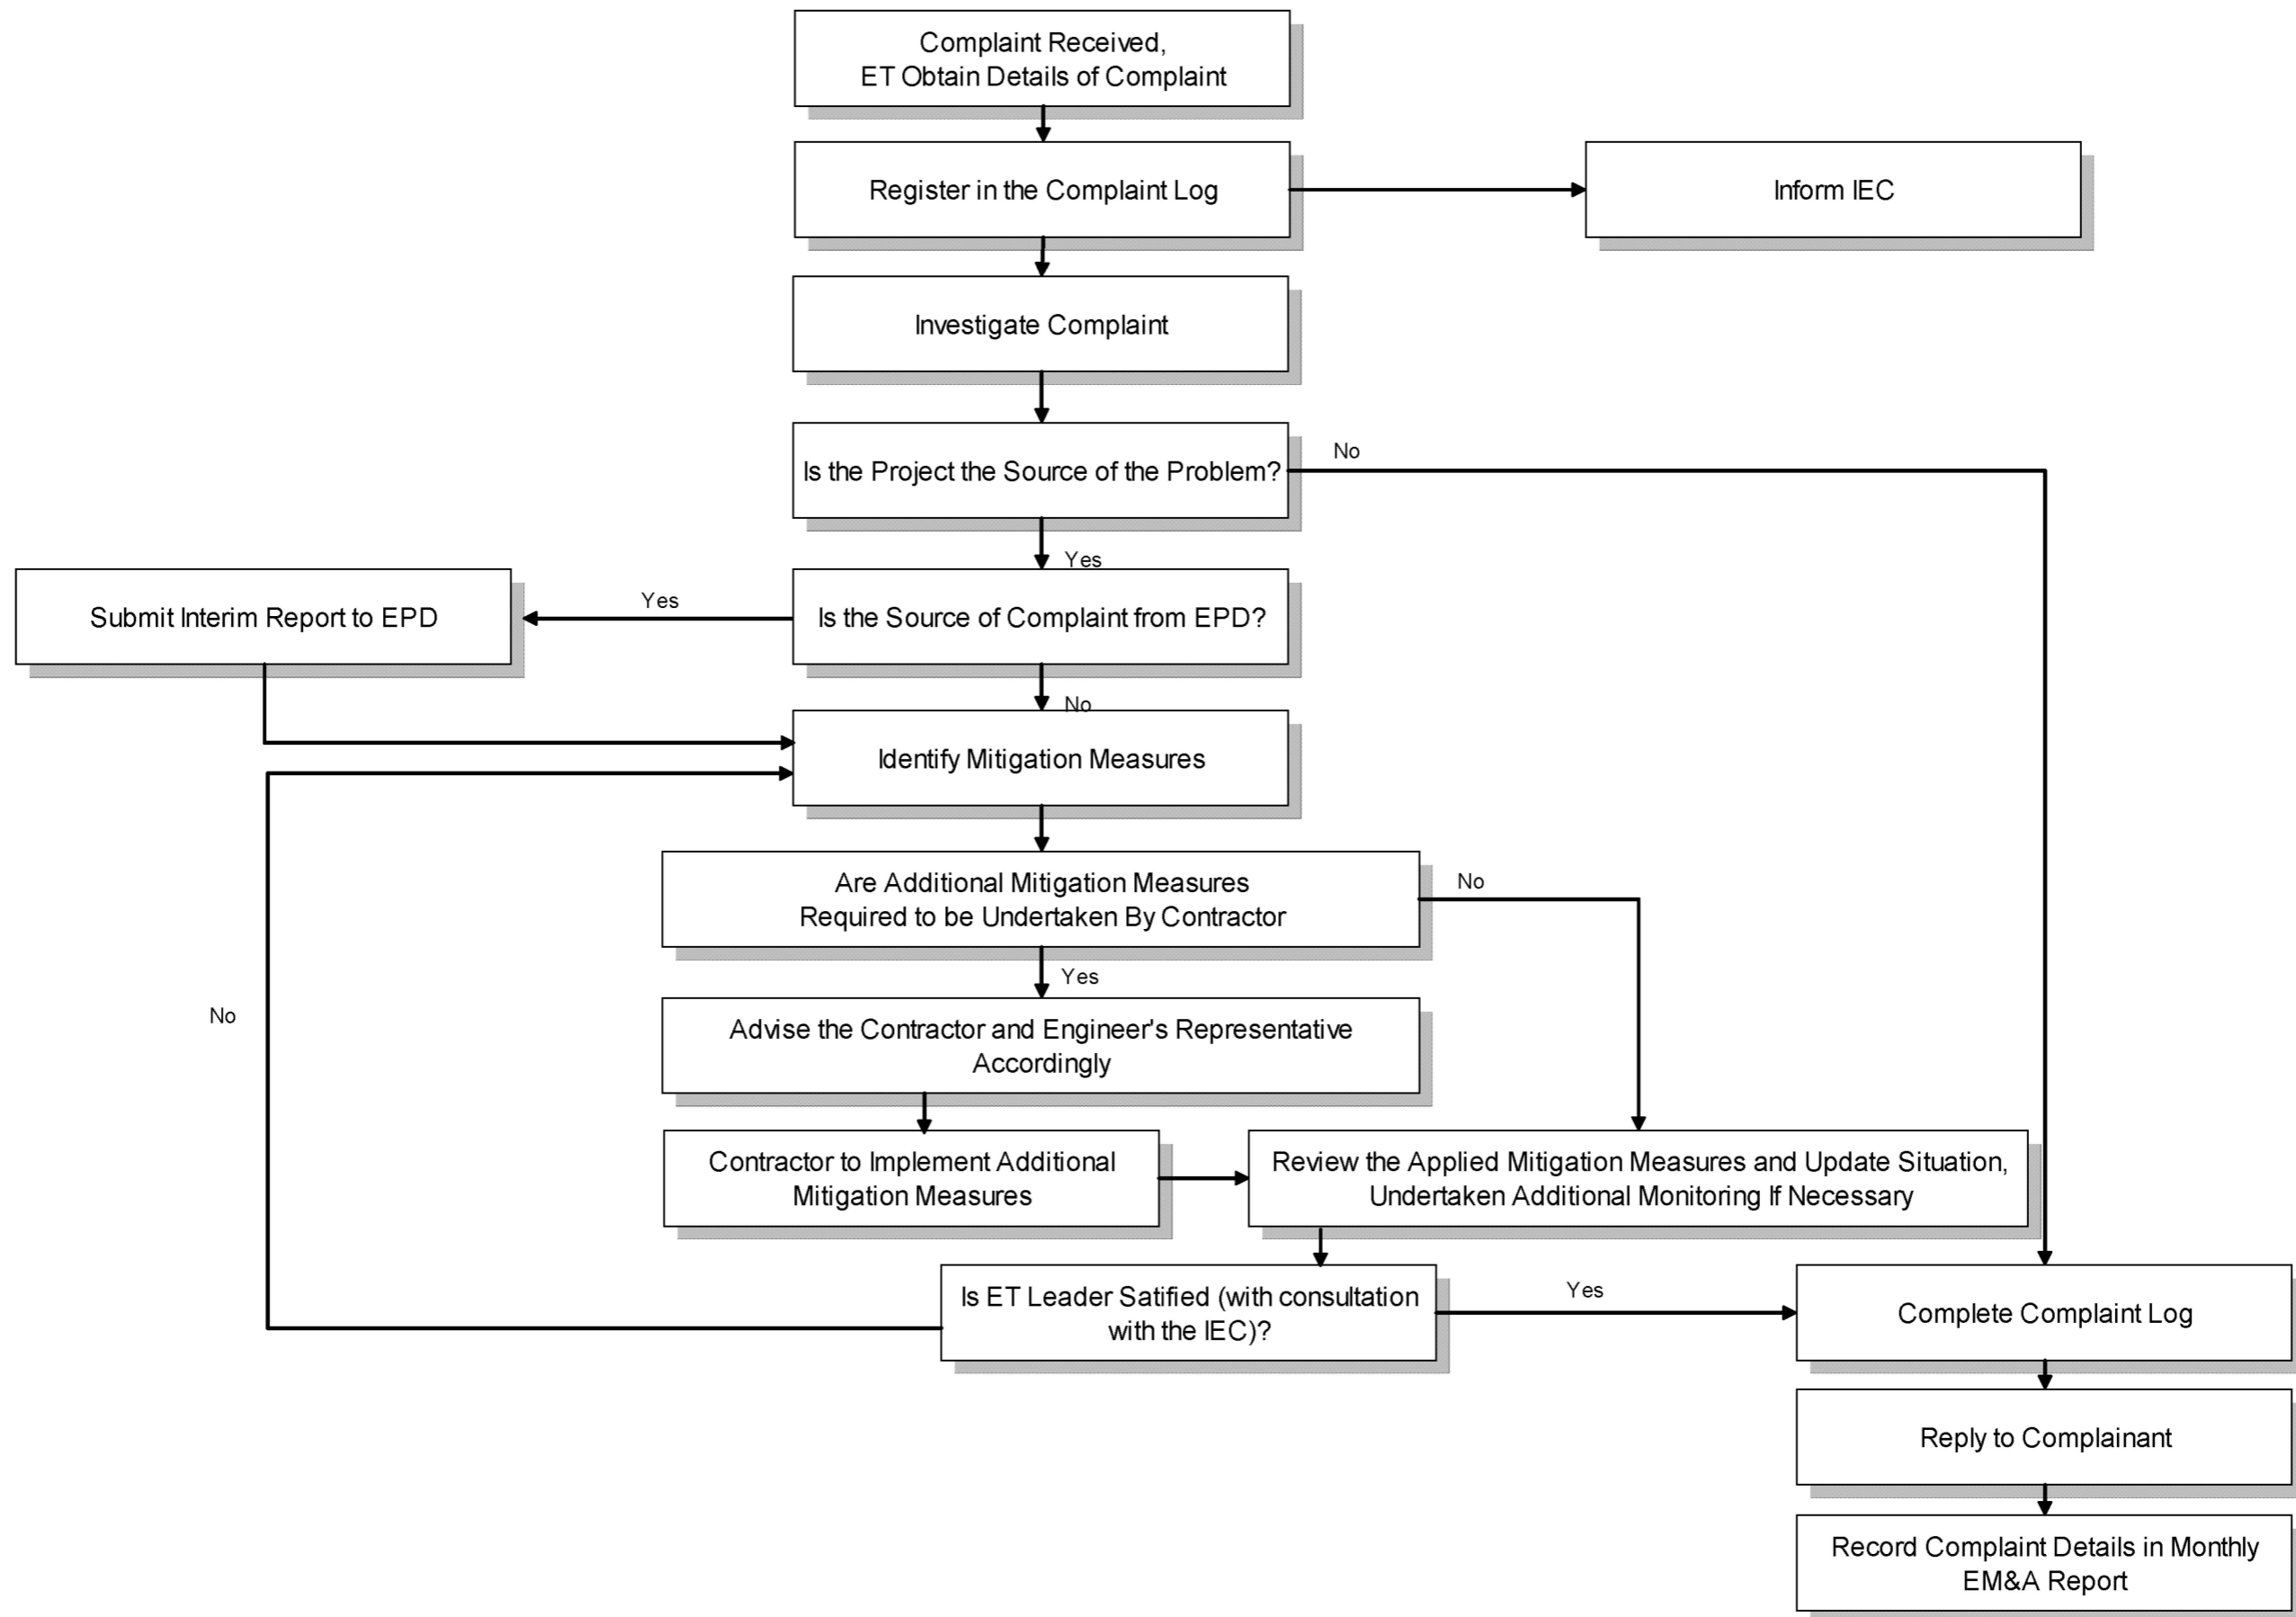 Complaint Received,
ET Obtain Details of Complaint
Register in the Complaint Log
Inform IEC
Investigate Complaint
Is the Project the Source of the Problem?
No
Yes
Submit Interim Report to EPD
Yes
Is the Source of Complaint from EPD?
No
Identify Mitigation Measures
Are Additional Mitigation Measures
Required to be Undertaken By Contractor
No
Yes
No
Advise the Contractor and Engineer's Representative
Accordingly
Contractor to Implement Additional
Mitigation Measures
Review the Applied Mitigation Measures and Update Situation,
Undertaken Additional Monitoring If Necessary
Is ET Leader Satified (with consultation
with the IEC)?
Yes
Complete Complaint Log
Reply to Complainant
Record Complaint Details in Monthly
EM&A Report